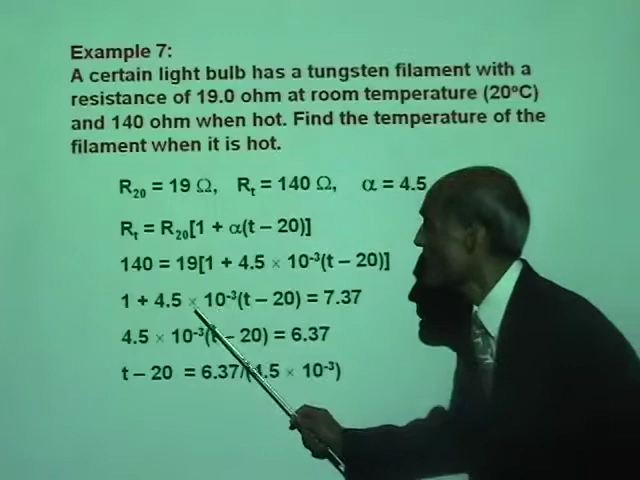 Example 7:
A certain light bulb has a tungsten filament with a
resistance of 19.0 ohm at room temperature (20ºC)
and 140 ohm when hot. Find the temperature of the
filament when it is hot.
R₂₀ = 19 Ω, Rₜ = 140 Ω, α = 4.5
Rₜ = R₂₀[1 + α(t – 20)]
140 = 19[1 + 4.5 × 10⁻³(t – 20)]
1 + 4.5 × 10⁻³(t – 20) = 7.37
4.5 × 10⁻³(t – 20) = 6.37
t – 20 = 6.37/(4.5 × 10⁻³)